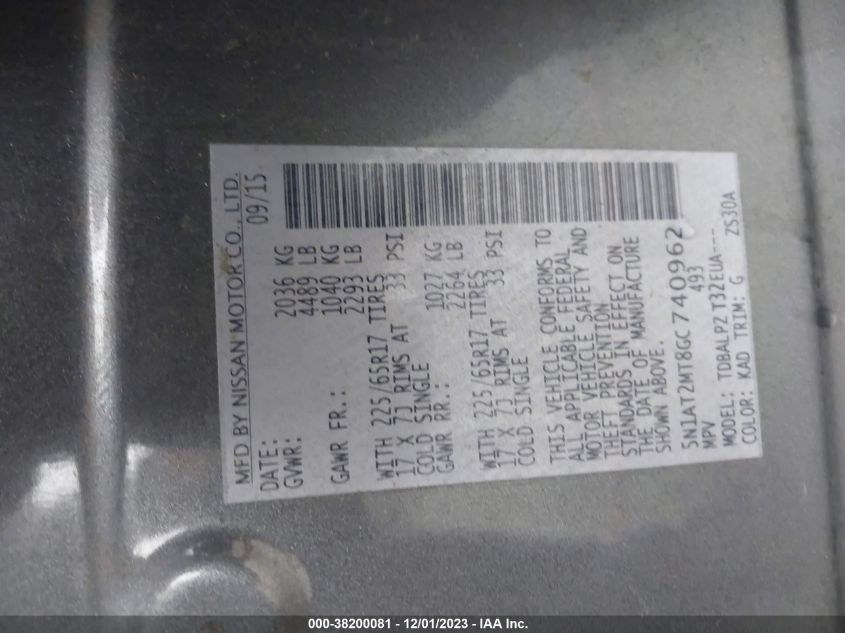 MFD BY NISSAN MOTOR CO., LTD.
DATE: 09/15
GVWR: 2036 KG
4489 LB
GAWR FR.: 1040 KG
2293 LB
WITH 225/65R17 TIRES
17 X 7J RIMS AT 33 PSI
COLD SINGLE
GAWR RR.: 1027 KG
2264 LB
WITH 225/65R17 TIRES
17 X 7J RIMS AT 33 PSI
COLD SINGLE
THIS VEHICLE CONFORMS TO
ALL APPLICABLE FEDERAL
MOTOR VEHICLE SAFETY AND
THEFT PREVENTION
STANDARDS IN EFFECT ON
THE DATE OF MANUFACTURE
SHOWN ABOVE.
5N1AT2MT8GC740962
MPV 493
MODEL: TDBALPZ T32EUA---
COLOR: KAD TRIM: G ZS30A
000-38200081 - 12/01/2023 - IAA Inc.